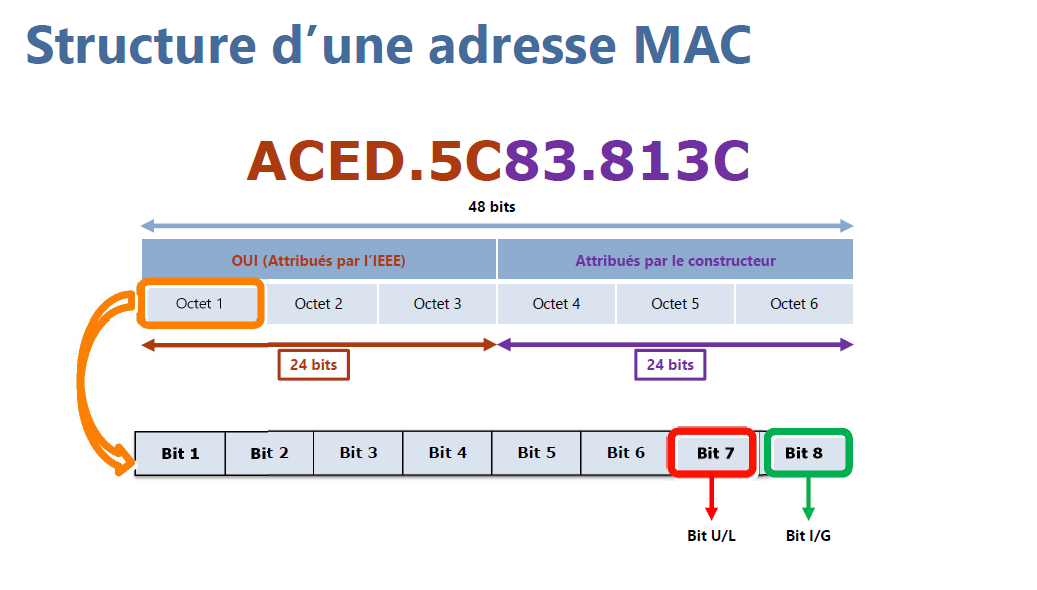 Structure d’une adresse MAC
ACED.5C83.813C
48 bits
OUI (Attribués par l’IEEE) Attribués par le constructeur
Octet 1 Octet 2 Octet 3 Octet 4 Octet 5 Octet 6
24 bits 24 bits
Bit 1 Bit 2 Bit 3 Bit 4 Bit 5 Bit 6 Bit 7 Bit 8
Bit U/L Bit I/G